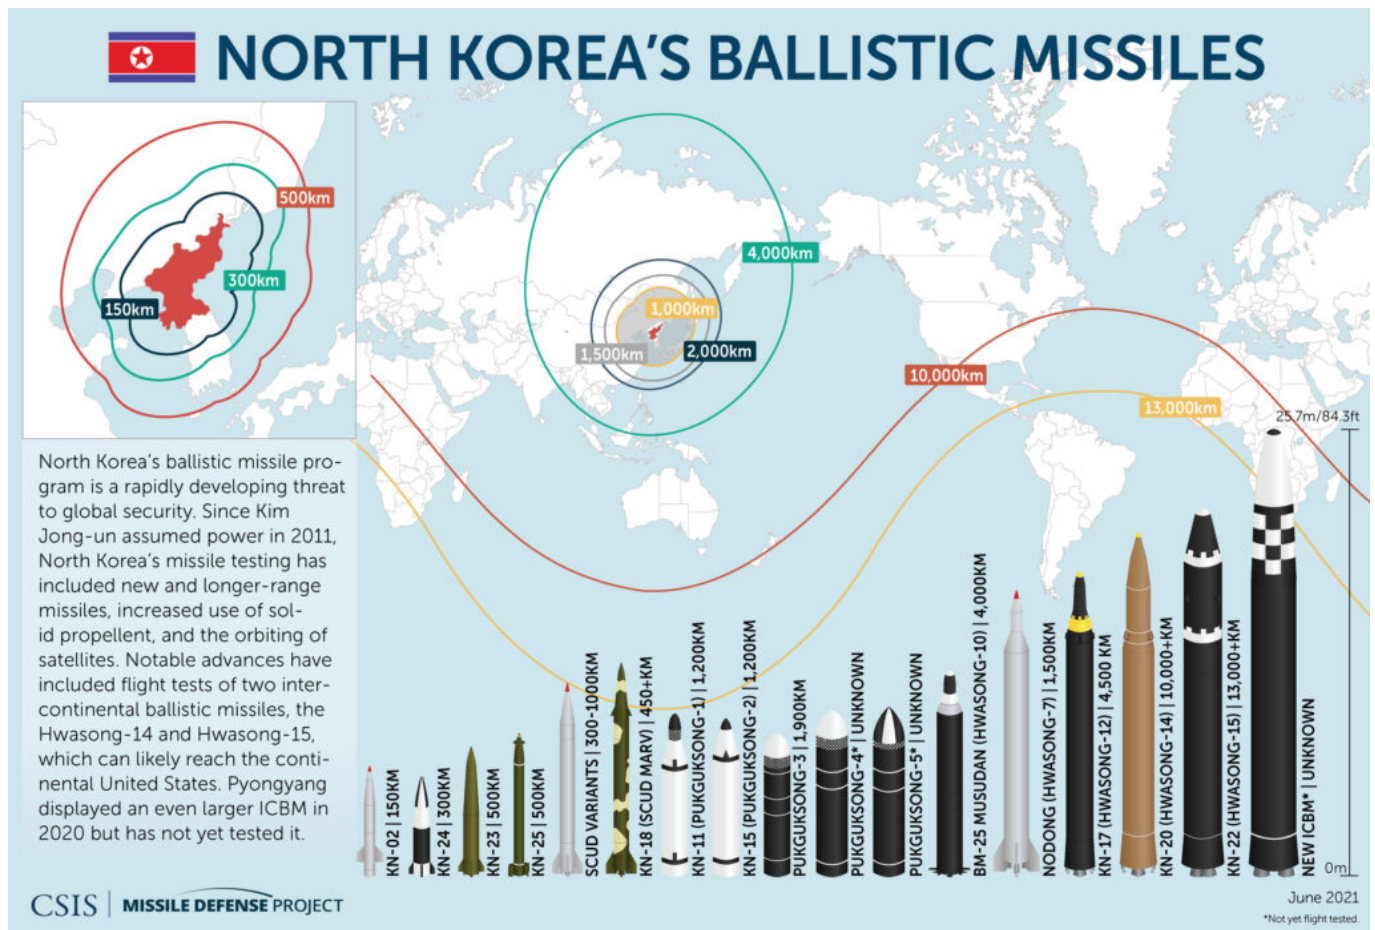 NORTH KOREA'S BALLISTIC MISSILES
500km
300km
150km
4,000km
1,000km
1,500km
2,000km
10,000km
13,000km
25.7m/84.3ft
North Korea's ballistic missile pro-
gram is a rapidly developing threat
to global security. Since Kim
Jong-un assumed power in 2011,
North Korea's missile testing has
included new and longer-range
missiles, increased use of sol-
id propellent, and the orbiting of
satellites. Notable advances have
included flight tests of two inter-
continental ballistic missiles, the
Hwasong-14 and Hwasong-15,
which can likely reach the conti-
nental United States. Pyongyang
displayed an even larger ICBM in
2020 but has not yet tested it.
KN-02 | 150KM
KN-24 | 300KM
KN-23 | 500KM
KN-25 | 500KM
SCUD VARIANTS | 300-1000KM
KN-18 (SCUD MARV) | 450+KM
KN-11 (PUKGUKSONG-1) | 1,200KM
KN-15 (PUKGUKSONG-2) | 1,200KM
PUKGUKSONG-3 | 1,900KM
PUKGUKSONG-4* | UNKNOWN
PUKGUKSONG-5* | UNKNOWN
BM-25 MUSUDAN (HWASONG-10) | 4,000KM
NODONG (HWASONG-7) | 1,500KM
KN-17 (HWASONG-12) | 4,500 KM
KN-20 (HWASONG-14) | 10,000+KM
KN-22 (HWASONG-15) | 13,000+KM
NEW ICBM* | UNKNOWN
0m
CSIS | MISSILE DEFENSE PROJECT
June 2021
*Not yet flight tested.